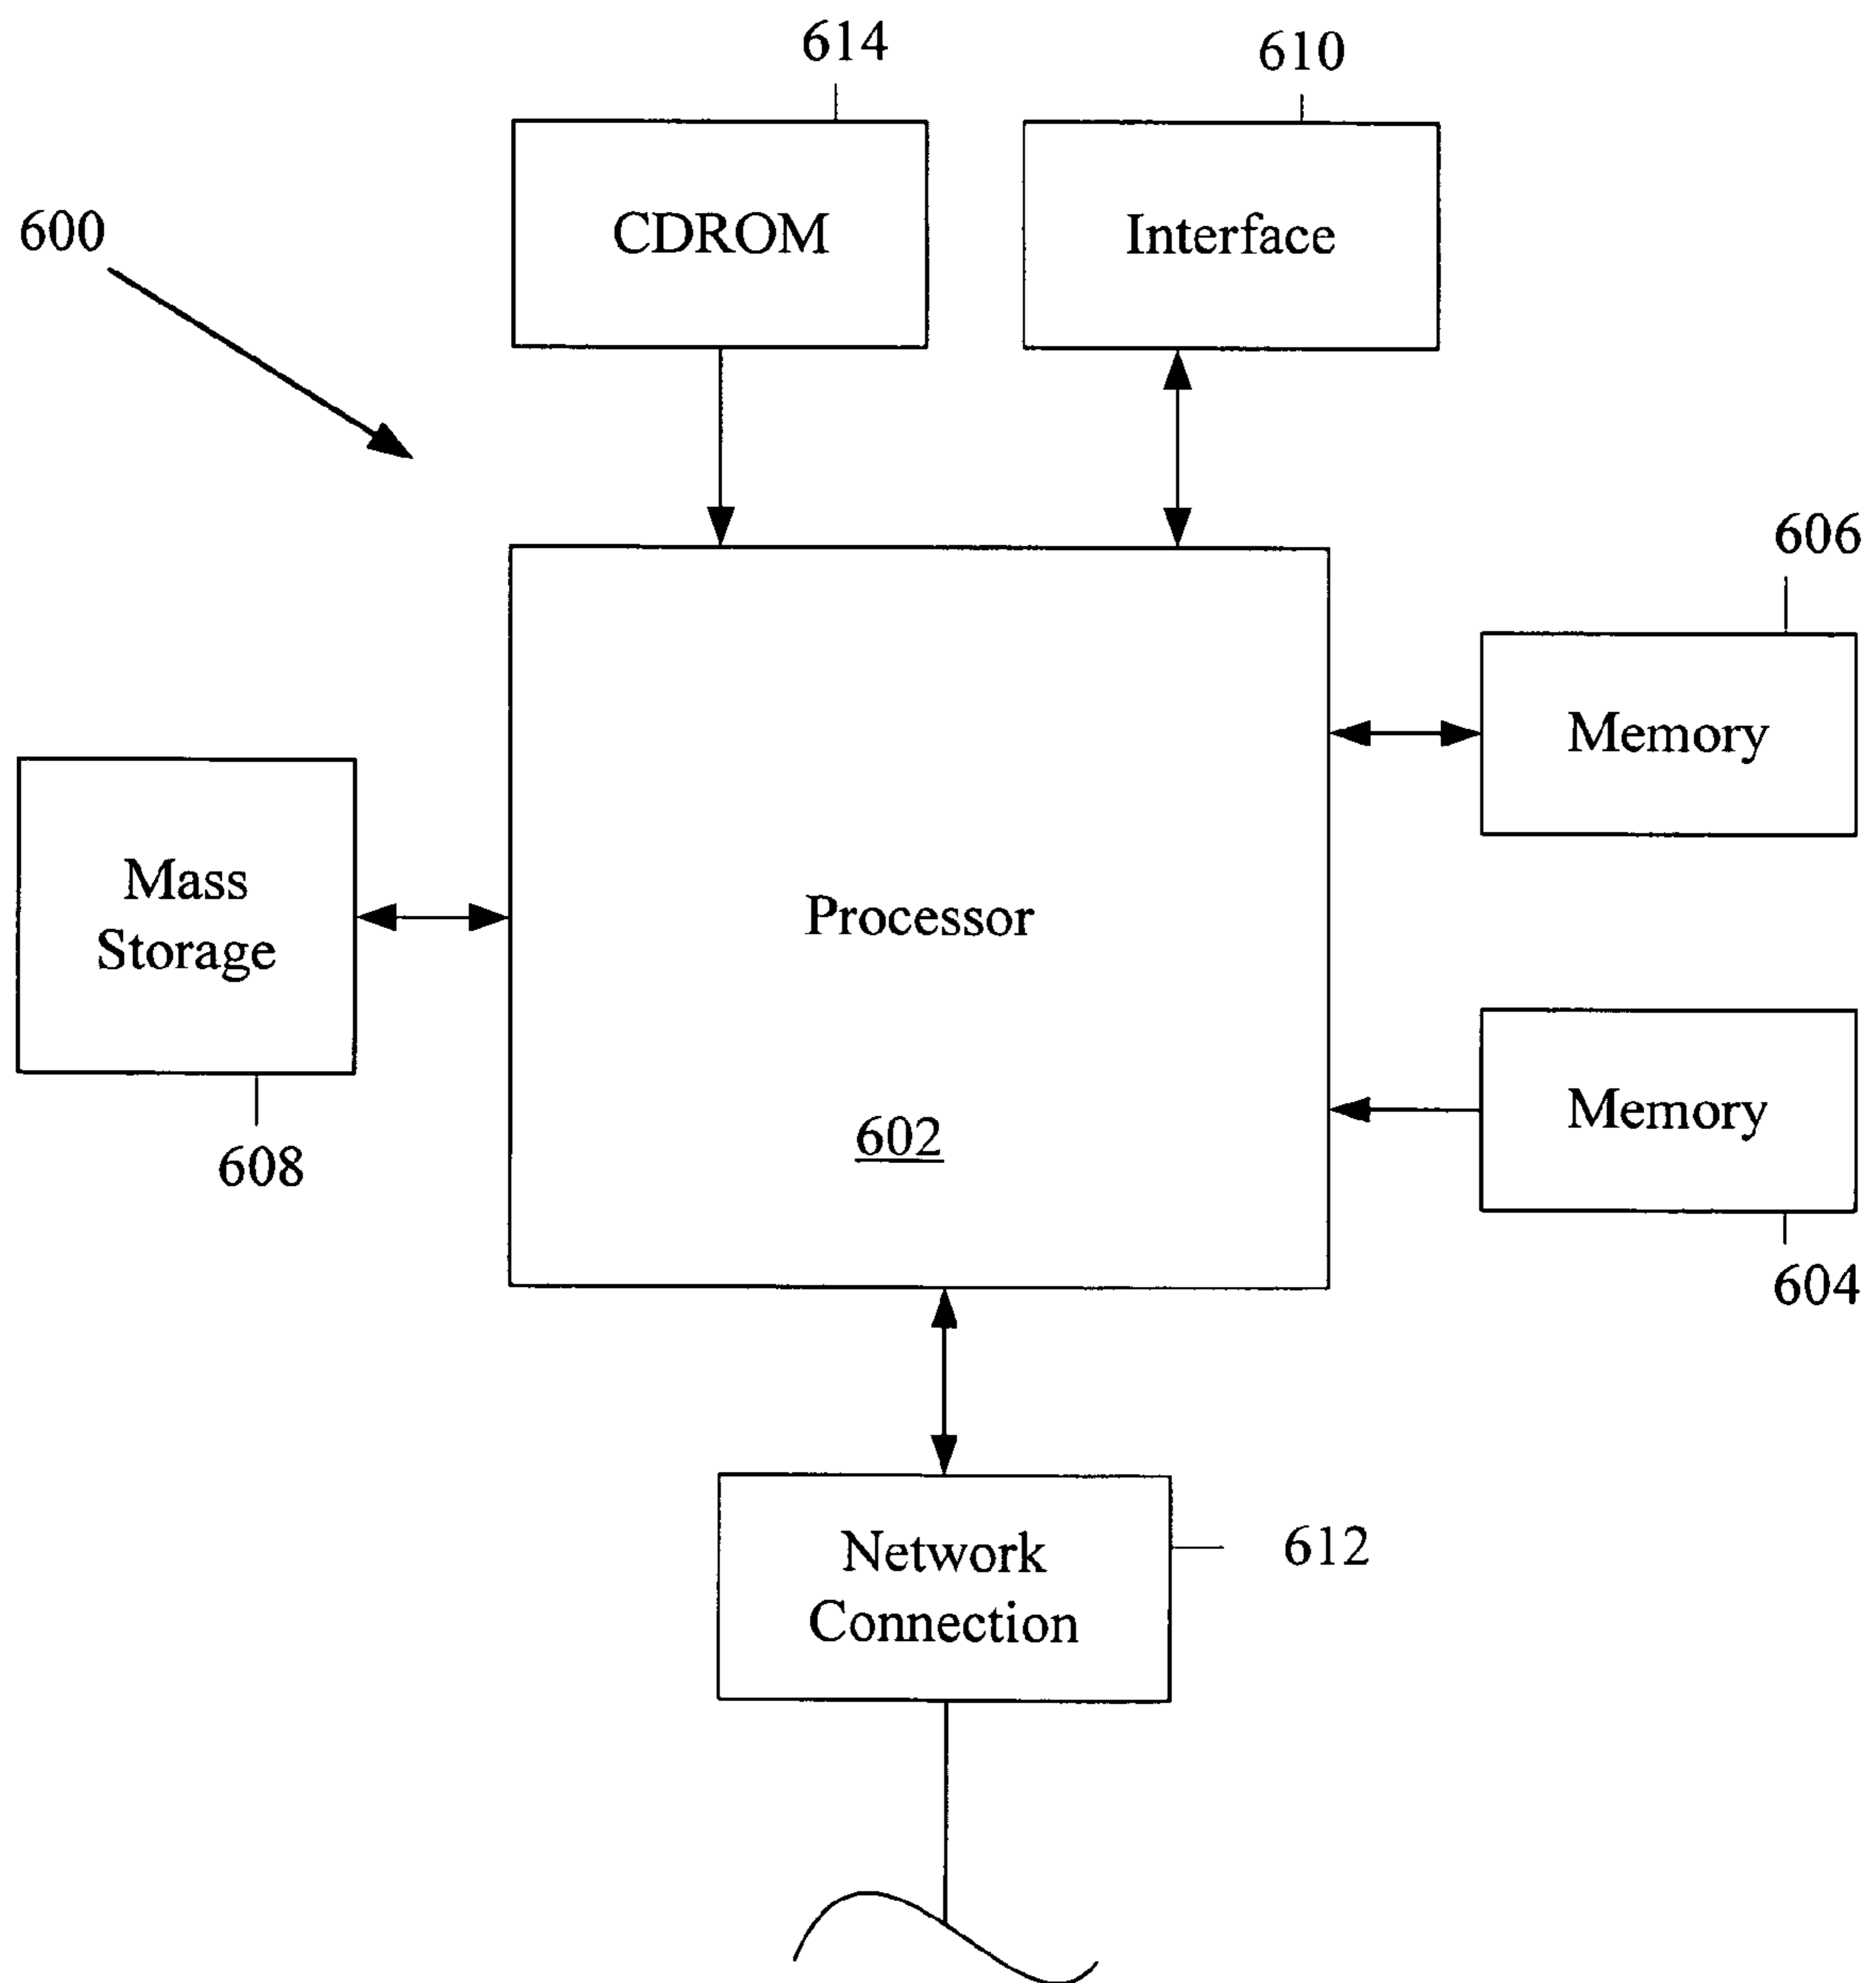 614
610
600
CDROM
Interface
606
Memory
Mass
Storage
Processor
Memory
602
608
604
Network
Connection
612